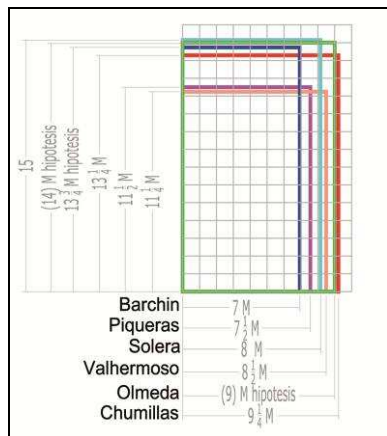 15
(14) M hipotesis
13 3/4 M hipotesis
13 1/4 M
11 1/2 M
11 1/4 M
Barchin 7 M
Piqueras 7 1/2 M
Solera 8 M
Valhermoso 8 1/2 M
Olmeda (9) M hipotesis
Chumillas 9 1/4 M